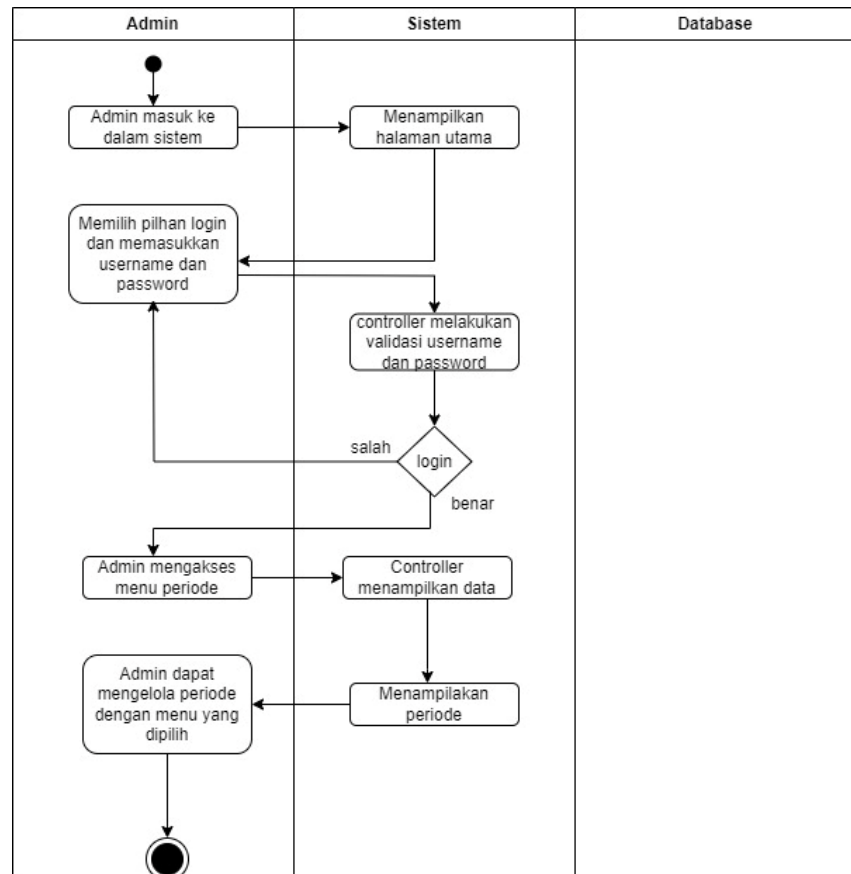 Admin
Sistem
Database
Admin masuk ke
dalam sistem
Menampilkan
halaman utama
Memilih pilhan login
dan memasukkan
username dan
password
controller melakukan
validasi username
dan password
salah
login
benar
Admin mengakses
menu periode
Controller
menampilkan data
Admin dapat
mengelola periode
dengan menu yang
dipilih
Menampilakan
periode